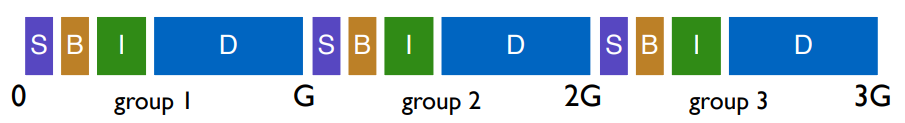 S B I D S B I D S B I D
0 group 1 G group 2 2G group 3 3G